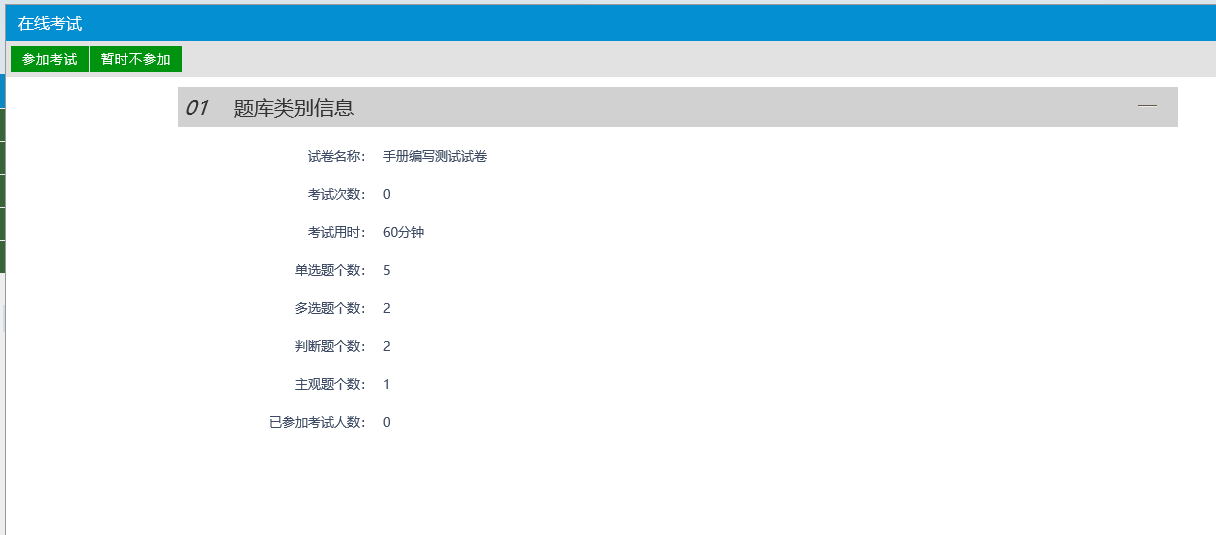 在线考试
参加考试 暂时不参加
01 题库类别信息
试卷名称： 手册编写测试试卷
考试次数： 0
考试用时： 60分钟
单选题个数： 5
多选题个数： 2
判断题个数： 2
主观题个数： 1
已参加考试人数： 0